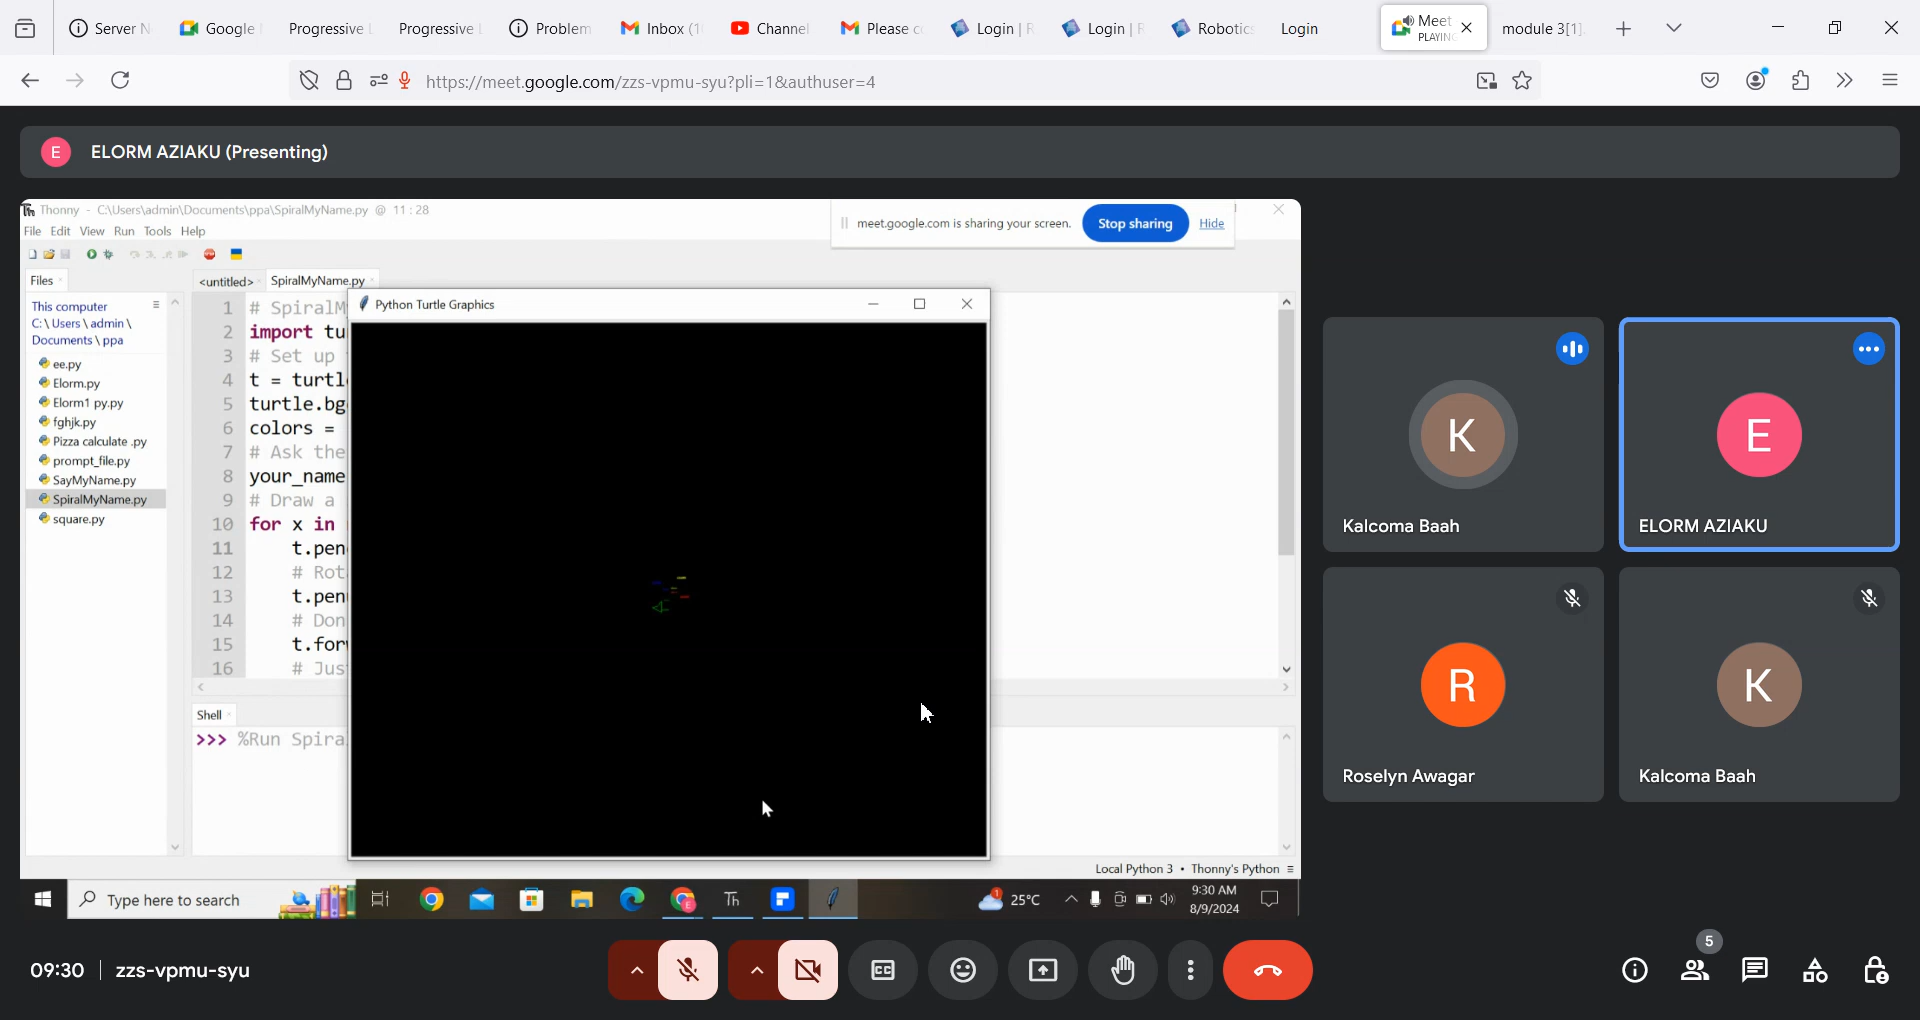 Server N
Google
Progressive
Progressive
Problem
Inbox (1
Channel
Please c
Login | R
Login | R
Robotic
Login
Meet
PLAYIN
module 3[1].
https://meet.google.com/zzs-vpmu-syu?pli=1&authuser=4
E
ELORM AZIAKU (Presenting)
Thonny - C:\Users\admin\Documents\ppa\SpiralMyName.py @ 11 : 28
File Edit View Run Tools Help
meet.google.com is sharing your screen.
Stop sharing
Hide
Files
This computer
C: \ Users \ admin \
Documents \ ppa
ee.py
Elorm.py
Elorm1 py.py
fghjk.py
Pizza calculate .py
prompt_file.py
SayMyName.py
SpiralMyName.py
square.py
<untitled>
SpiralMyName.py
1 # SpiralM
2 import tu
3 # Set up
4 t = turtl
5 turtle.bg
6 colors =
7 # Ask the
8 your_name
9 # Draw a
10 for x in
11 t.pen
12 # Rot
13 t.pen
14 # Don
15 t.for
16 # Jus
Python Turtle Graphics
Shell
>>> %Run Spira
Local Python 3 • Thonny's Python
Type here to search
Th
25°C
9:30 AM
8/9/2024
K
Kalcoma Baah
E
ELORM AZIAKU
R
Roselyn Awagar
K
Kalcoma Baah
09:30 | zzs-vpmu-syu
5